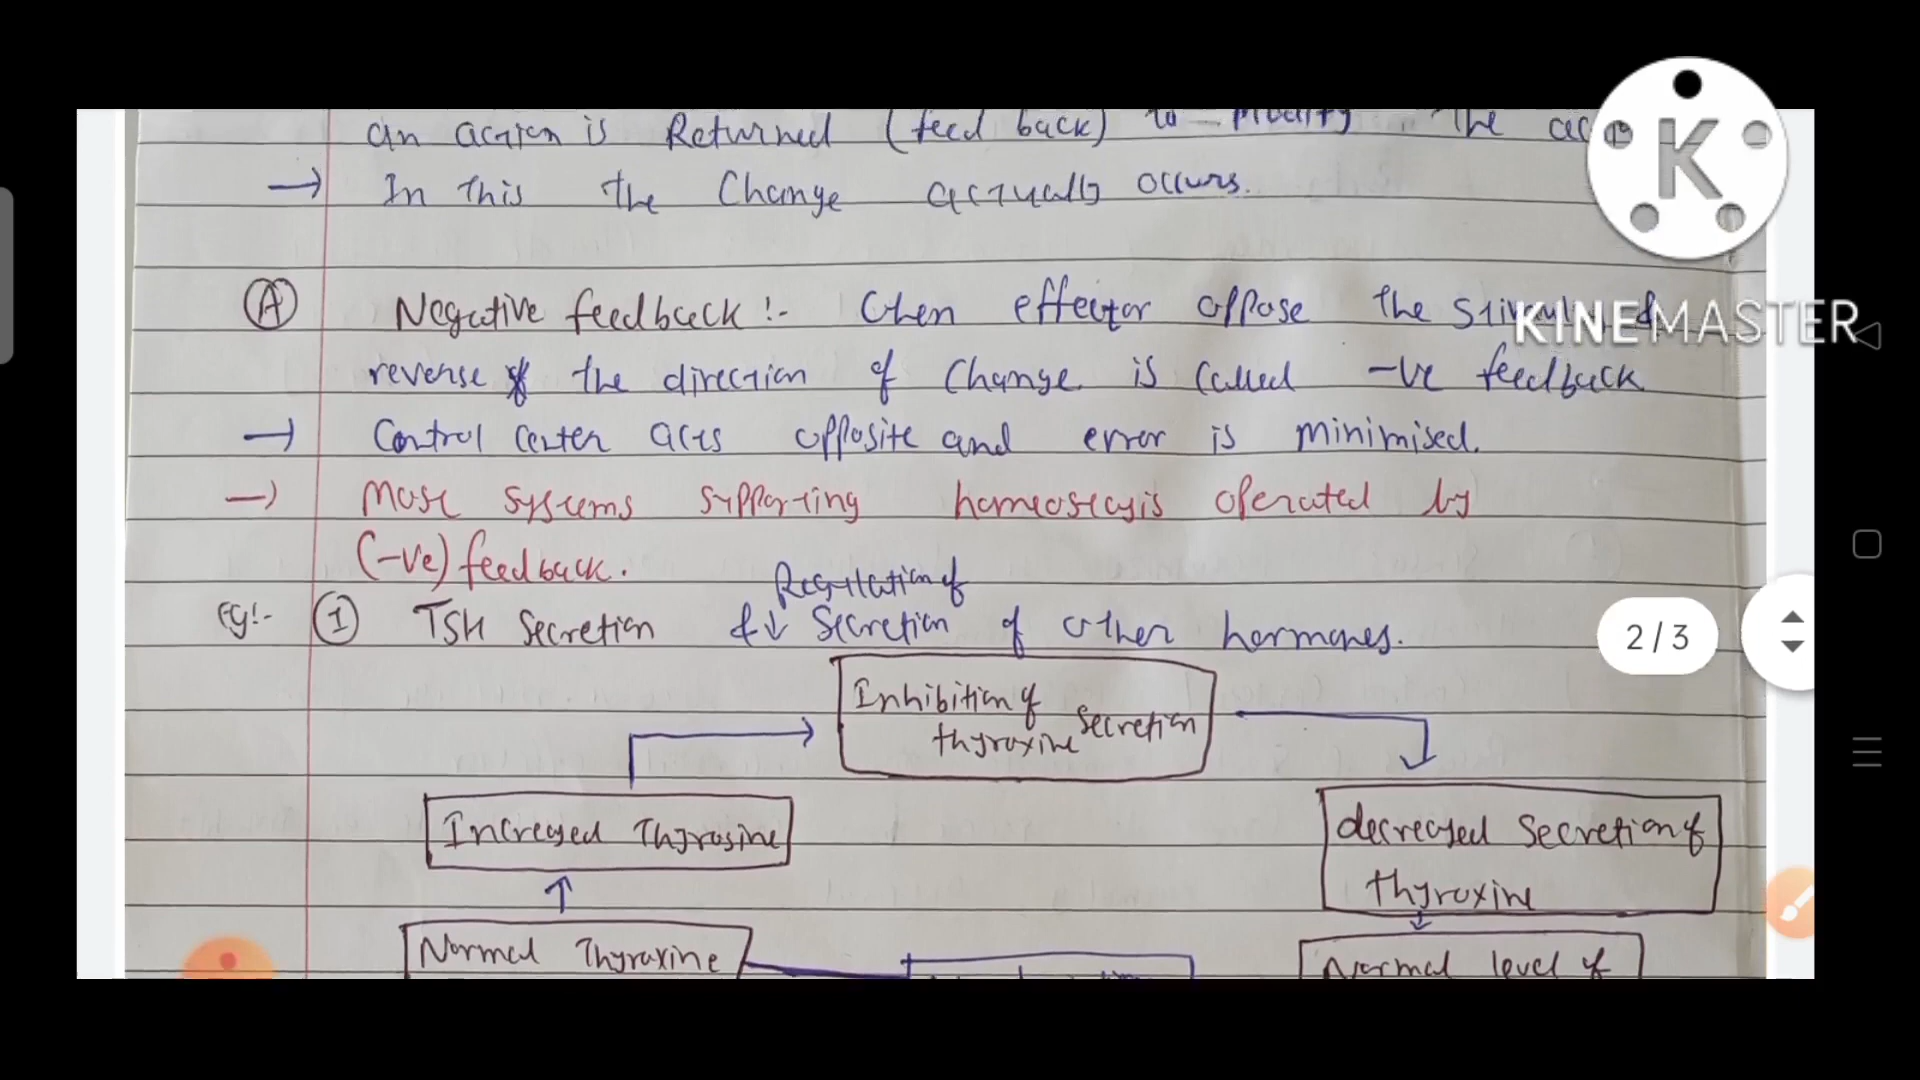 an action is Returned (feed back) to modify the
→ In this the Change actually occurs.
KINEMASTER
Ⓐ Negative feedback :- When effector oppose the Stimulus &
reverse of the direction of Change is Called -ve feedback
→ Control center acts opposite and error is minimised.
→ Most systems supporting homeostasis operated by
(-ve) feedback.
Regulation of
Eg:- ① TSH Secretion & ↓ Secretion of other hormones.
2/3
Inhibition of
thyroxine Secretion
Increased Thyroxine
decreased Secretion of
thyroxine
Normal Thyroxine
Normal level of